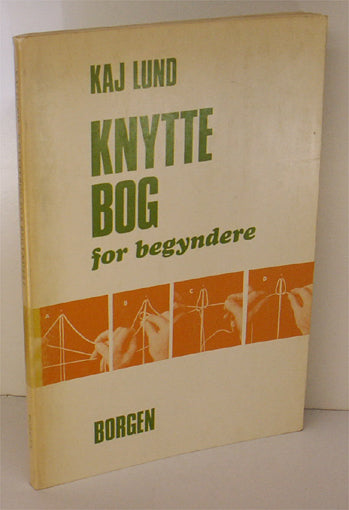 KAJ LUND
KNYTTE
BOG
for begyndere
A B C D
BORGEN